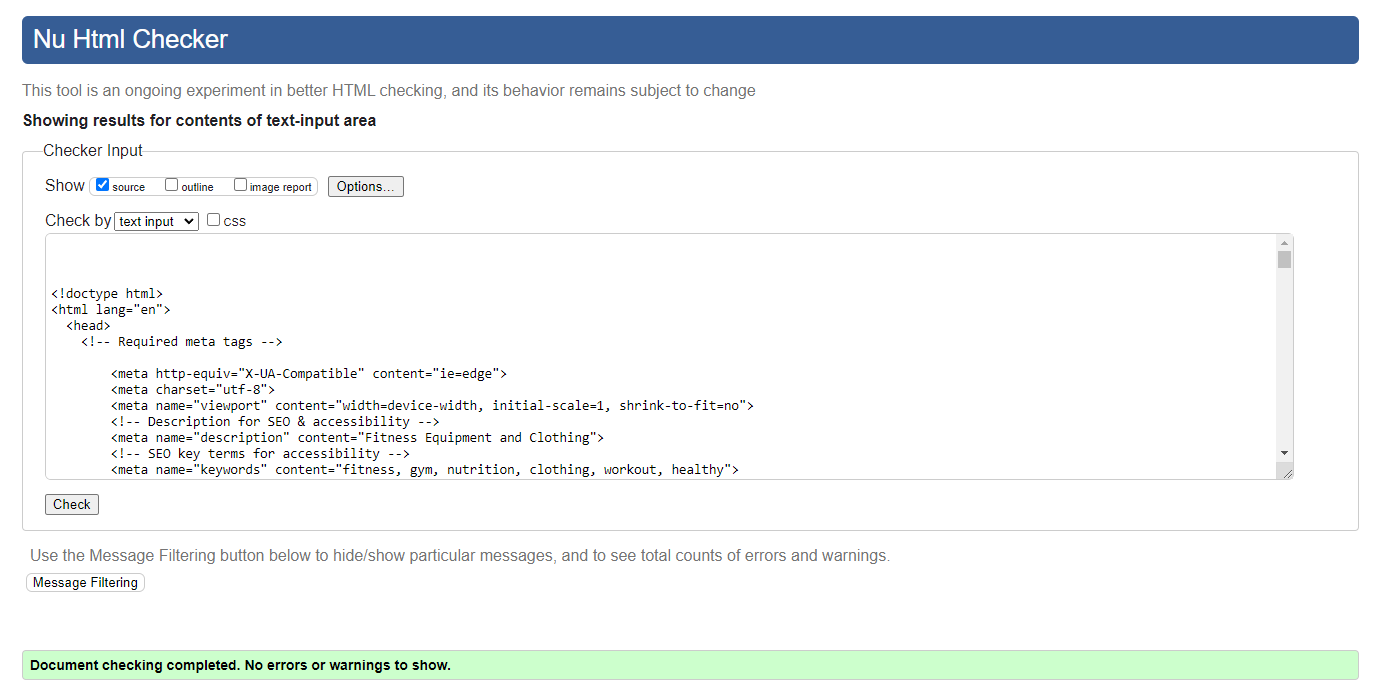 Nu Html Checker
This tool is an ongoing experiment in better HTML checking, and its behavior remains subject to change
Showing results for contents of text-input area
Checker Input
Show source outline image report Options...
Check by text input css
<!doctype html>
<html lang="en">
<head>
<!-- Required meta tags -->
<meta http-equiv="X-UA-Compatible" content="ie=edge">
<meta charset="utf-8">
<meta name="viewport" content="width=device-width, initial-scale=1, shrink-to-fit=no">
<!-- Description for SEO & accessibility -->
<meta name="description" content="Fitness Equipment and Clothing">
<!-- SEO key terms for accessibility -->
<meta name="keywords" content="fitness, gym, nutrition, clothing, workout, healthy">
Check
Use the Message Filtering button below to hide/show particular messages, and to see total counts of errors and warnings.
Message Filtering
Document checking completed. No errors or warnings to show.